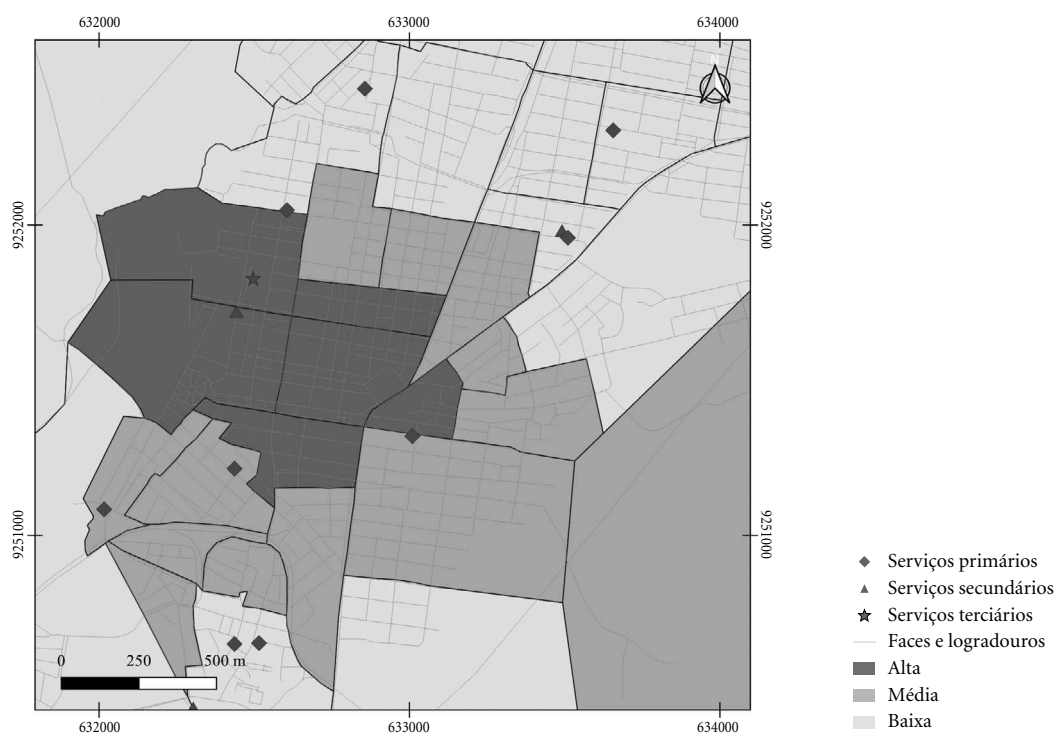 632000
633000
634000
9252000
9252000
9251000
9251000
0
250
500 m
632000
633000
634000
Serviços primários
Serviços secundários
Serviços terciários
Faces e logradouros
Alta
Média
Baixa